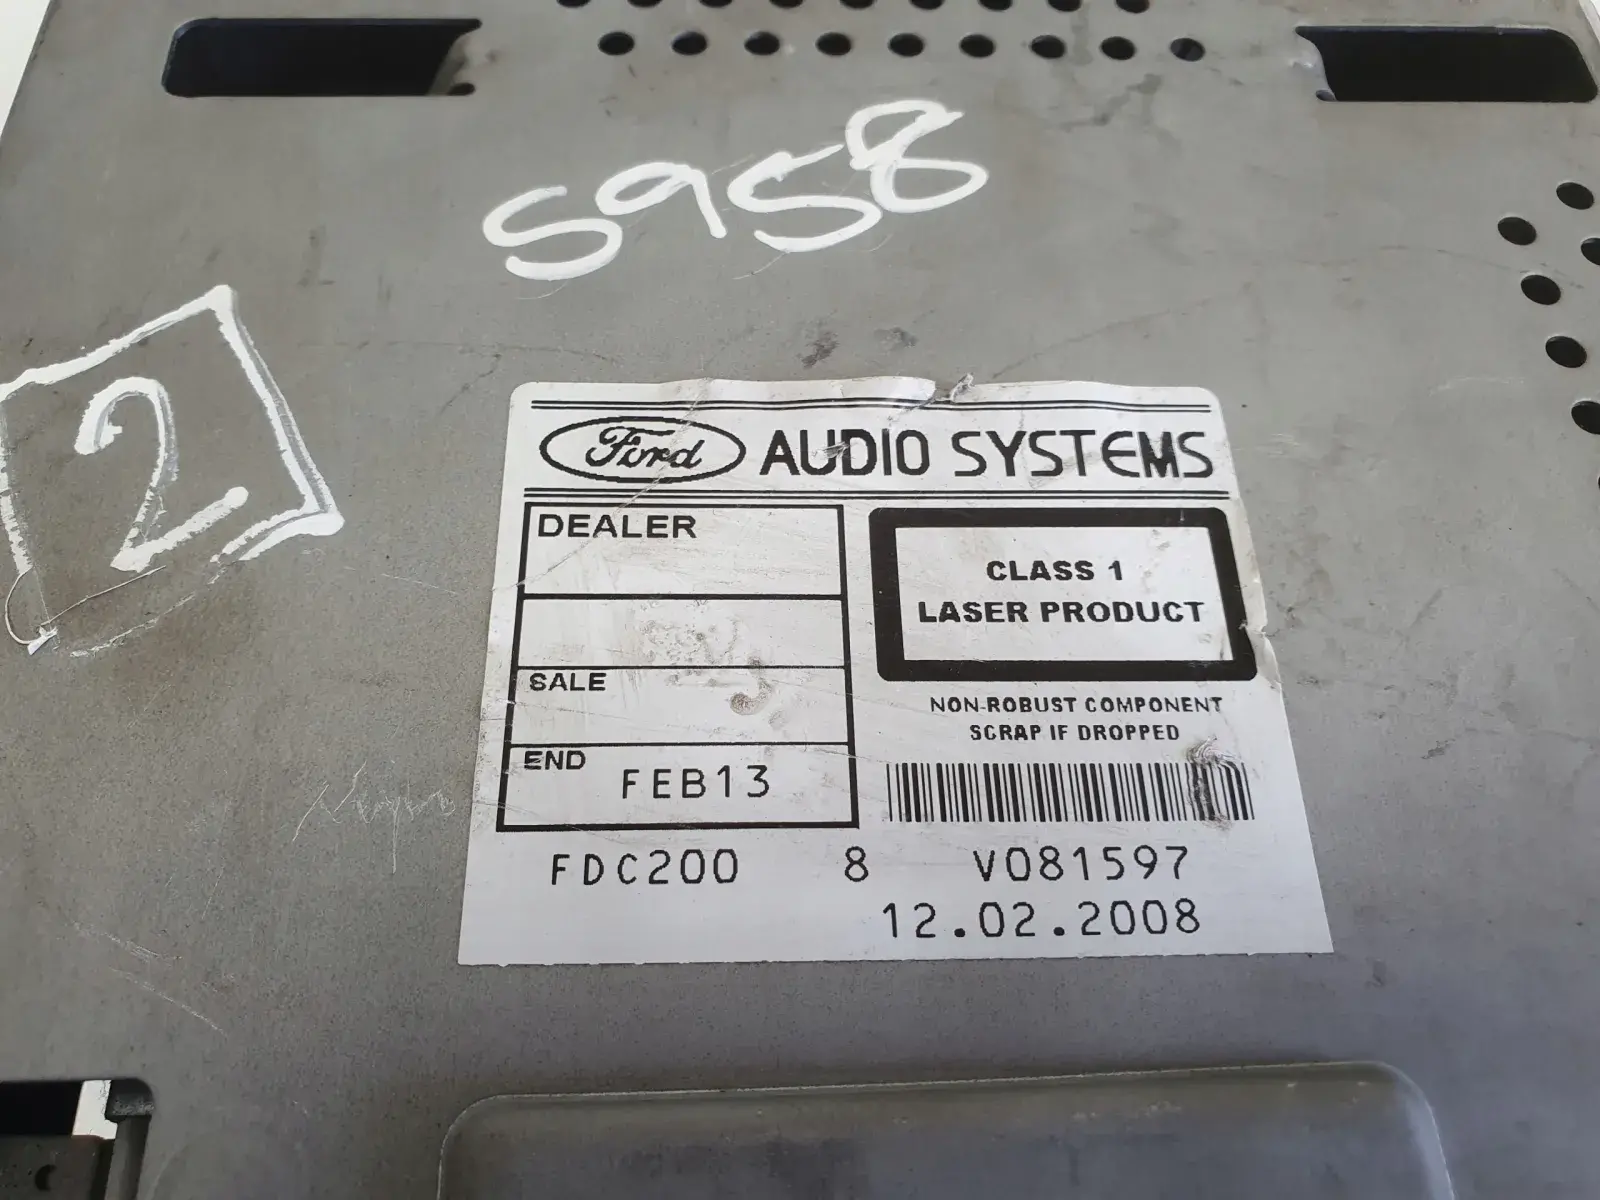 5958
2
Ford AUDIO SYSTEMS
DEALER
CLASS 1
LASER PRODUCT
SALE
NON-ROBUST COMPONENT
SCRAP IF DROPPED
END FEB13
FDC200 8 V081597
12.02.2008